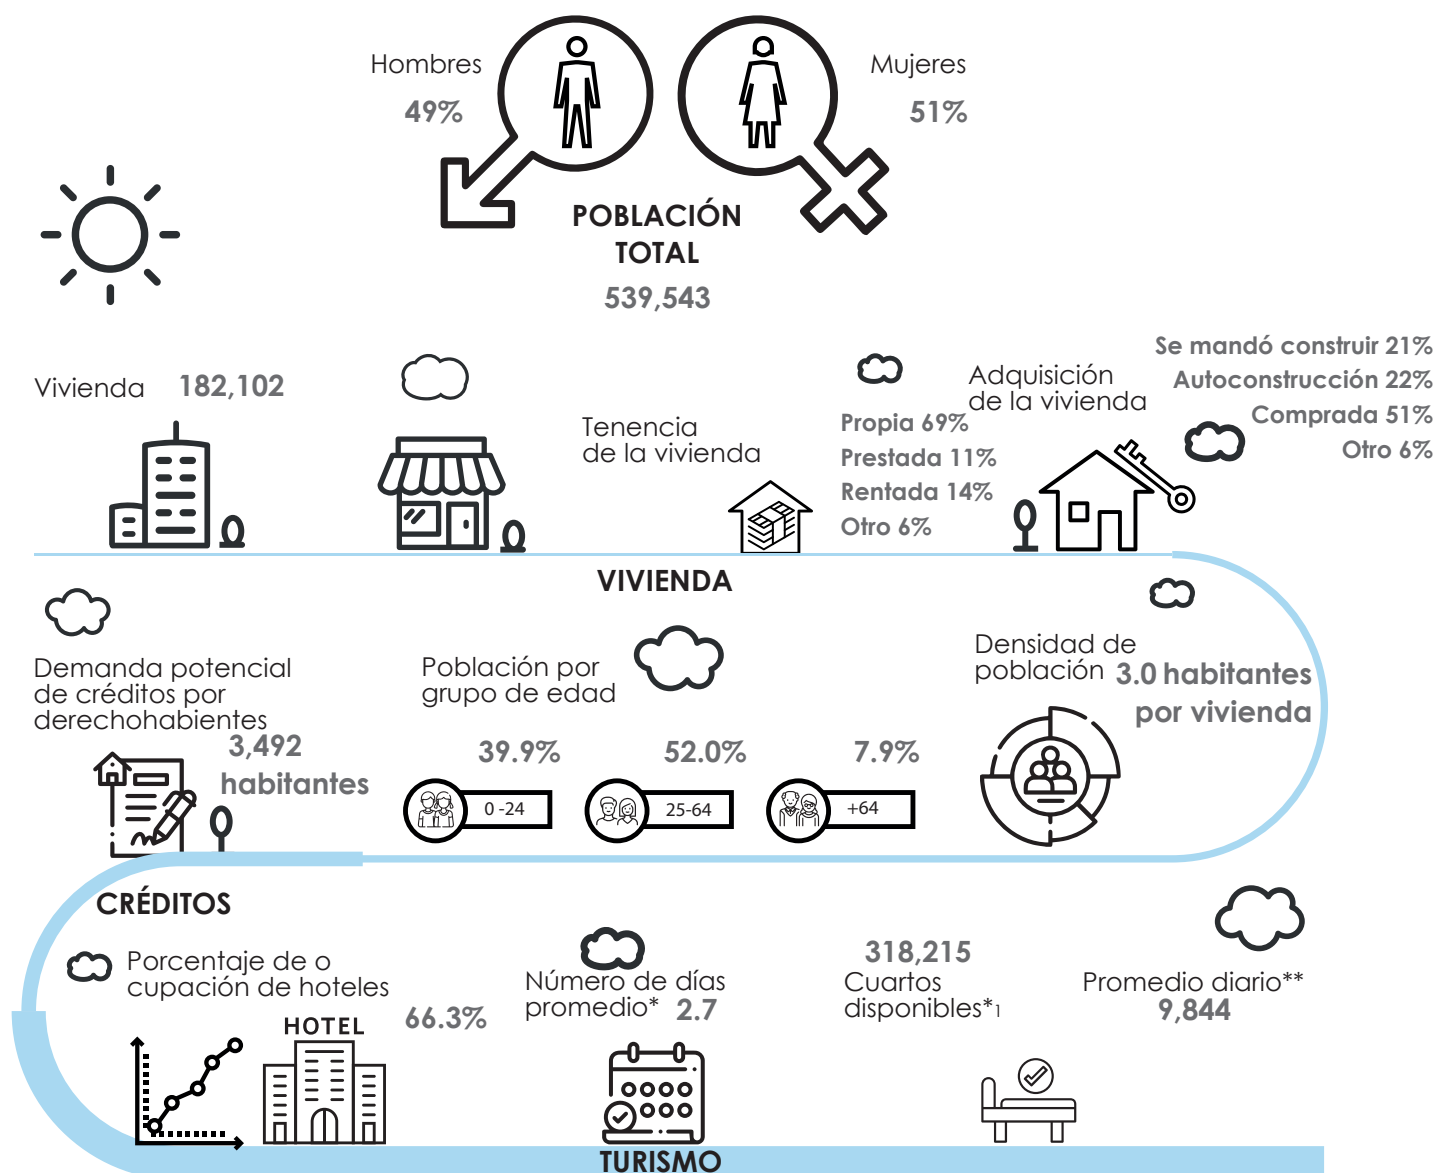 Hombres
49%
Mujeres
51%
POBLACIÓN
TOTAL
539,543
Vivienda 182,102
Tenencia
de la vivienda
Propia 69%
Prestada 11%
Rentada 14%
Otro 6%
Adquisición
de la vivienda
Se mandó construir 21%
Autoconstrucción 22%
Comprada 51%
Otro 6%
VIVIENDA
Demanda potencial
de créditos por
derechohabientes
3,492
habitantes
Población por
grupo de edad
39.9%
0 -24
52.0%
25-64
7.9%
+64
Densidad de
población 3.0 habitantes
por vivienda
CRÉDITOS
Porcentaje de o
cupación de hoteles
66.3%
HOTEL
Número de días
promedio* 2.7
318,215
Cuartos
disponibles*1
Promedio diario**
9,844
TURISMO